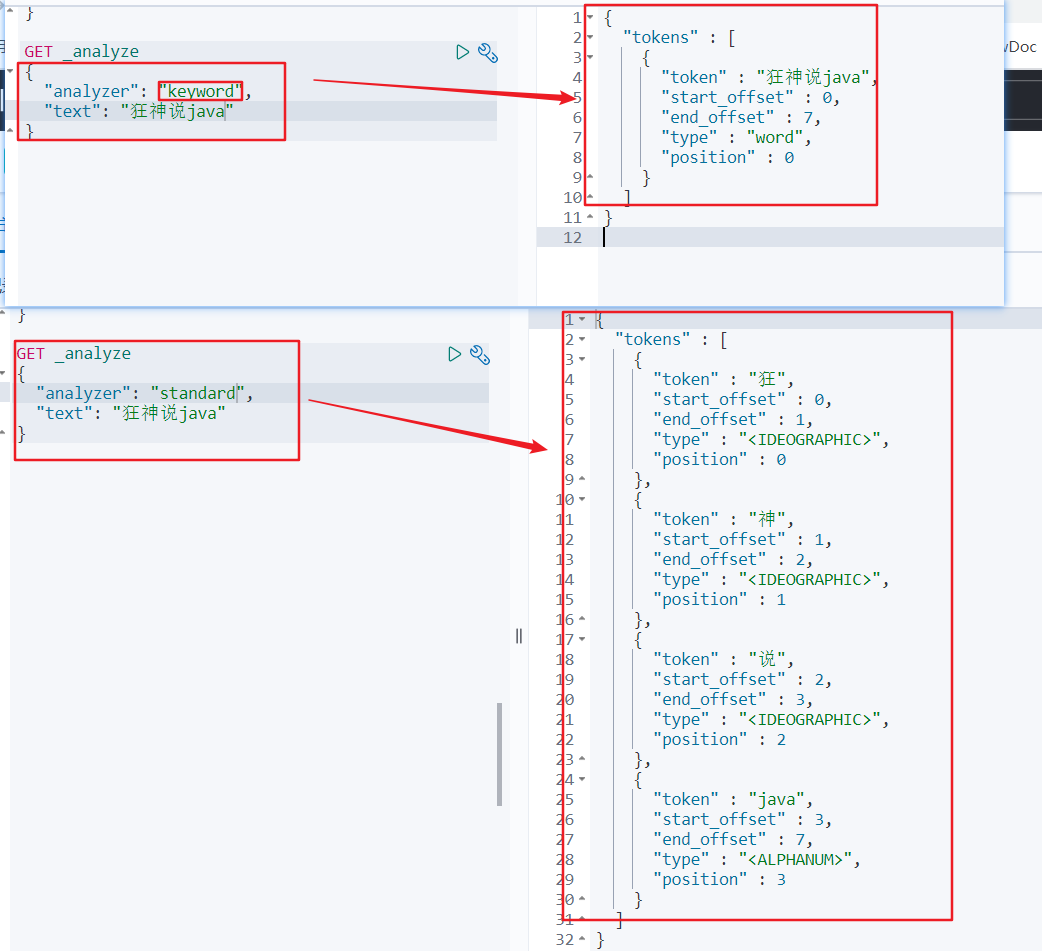 }
GET _analyze
{
"analyzer": "keyword",
"text": "狂神说java"
}
1 {
2 "tokens" : [
3 {
4 "token" : "狂神说java",
5 "start_offset" : 0,
6 "end_offset" : 7,
7 "type" : "word",
8 "position" : 0
9 }
10 ]
11 }
12
vDoc
}
GET _analyze
{
"analyzer": "standard",
"text": "狂神说java"
}
1 {
2 "tokens" : [
3 {
4 "token" : "狂",
5 "start_offset" : 0,
6 "end_offset" : 1,
7 "type" : "<IDEOGRAPHIC>",
8 "position" : 0
9 },
10 {
11 "token" : "神",
12 "start_offset" : 1,
13 "end_offset" : 2,
14 "type" : "<IDEOGRAPHIC>",
15 "position" : 1
16 },
17 {
18 "token" : "说",
19 "start_offset" : 2,
20 "end_offset" : 3,
21 "type" : "<IDEOGRAPHIC>",
22 "position" : 2
23 },
24 {
25 "token" : "java",
26 "start_offset" : 3,
27 "end_offset" : 7,
28 "type" : "<ALPHANUM>",
29 "position" : 3
30 }
31 ]
32 }